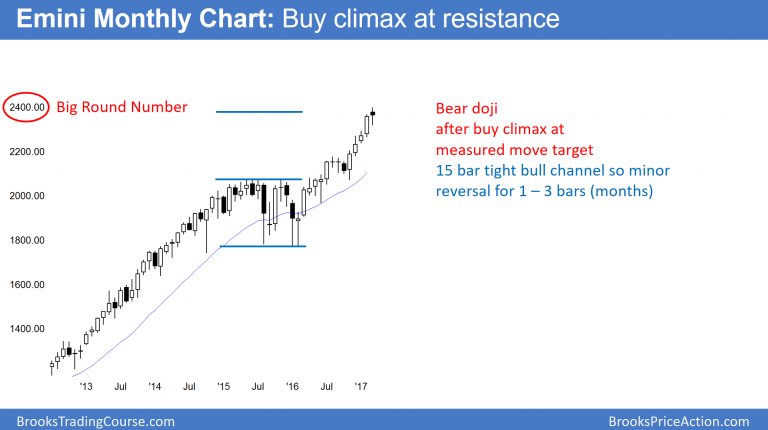 Emini Monthly Chart: Buy climax at resistance
2400.00 Big Round Number
2200.00
2000.00
1800.00
1600.00
1400.00
'13 Jul '14 Jul '15 Jul '16 Jul '17
Bear doji
after buy climax at
measured move target
15 bar tight bull channel so minor
reversal for 1 – 3 bars (months)
BrooksTradingCourse.com BrooksPriceAction.com